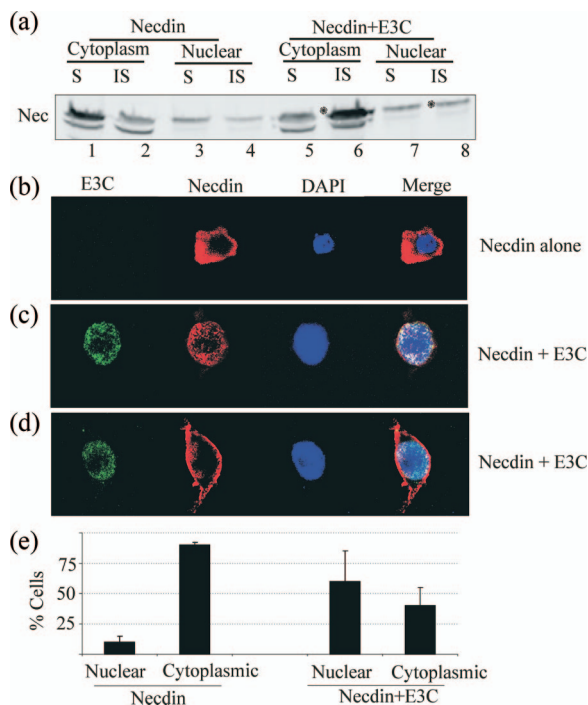 (a) Necdin Necdin+E3C
Cytoplasm Nuclear Cytoplasm Nuclear
S IS S IS S IS S IS
Nec * *
1 2 3 4 5 6 7 8
E3C Necdin DAPI Merge
(b) Necdin alone
(c) Necdin + E3C
(d) Necdin + E3C
(e)
% Cells
75
50
25
Nuclear Cytoplasmic Nuclear Cytoplasmic
Necdin Necdin+E3C